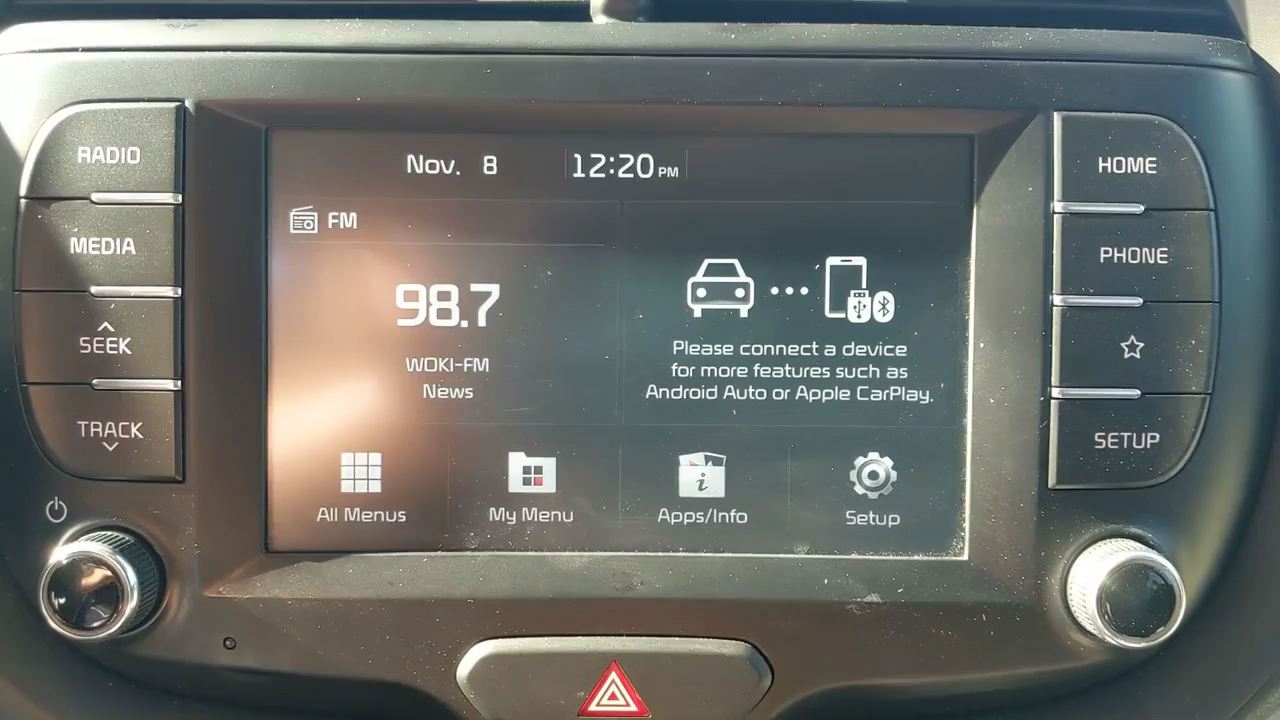 RADIO
MEDIA
SEEK
TRACK
Nov. 8 12:20 PM
FM
98.7
WOKI-FM
News
Please connect a device
for more features such as
Android Auto or Apple CarPlay.
All Menus
My Menu
Apps/Info
Setup
HOME
PHONE
SETUP